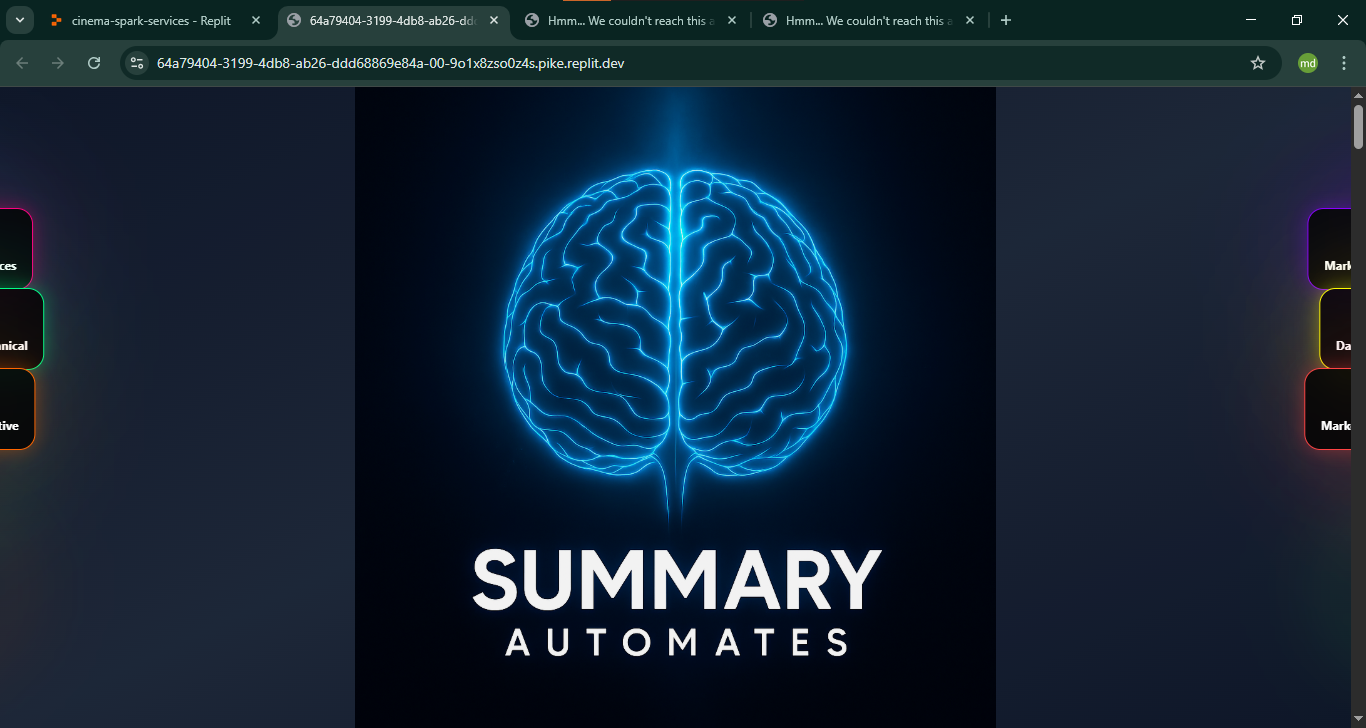 cinema-spark-services - Replit
64a79404-3199-4db8-ab26-ddd
Hmm... We couldn't reach this a
Hmm... We couldn't reach this a
64a79404-3199-4db8-ab26-ddd68869e84a-00-9o1x8zso0z4s.pike.replit.dev
md
ces
Mark
nical
Da
tive
Mark
SUMMARY
AUTOMATES